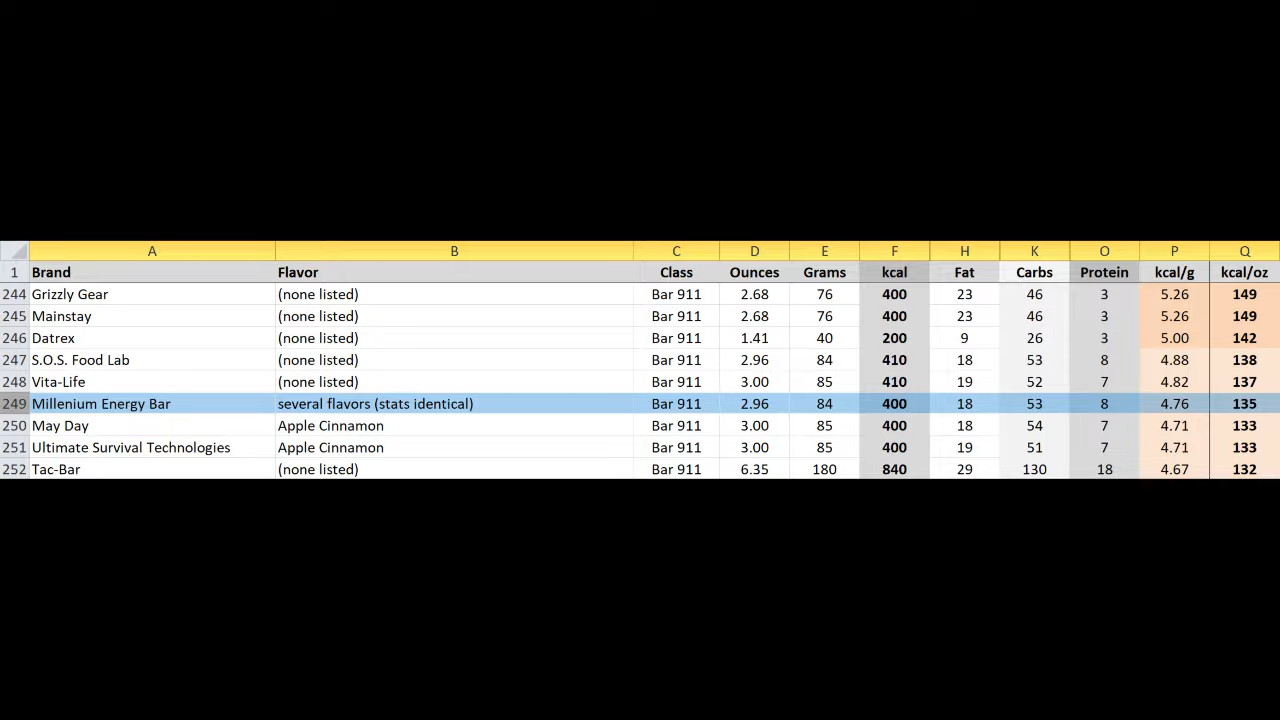 A B C D E F H K O P Q
1 Brand Flavor Class Ounces Grams kcal Fat Carbs Protein kcal/g kcal/oz
244 Grizzly Gear (none listed) Bar 911 2.68 76 400 23 46 3 5.26 149
245 Mainstay (none listed) Bar 911 2.68 76 400 23 46 3 5.26 149
246 Datrex (none listed) Bar 911 1.41 40 200 9 26 3 5.00 142
247 S.O.S. Food Lab (none listed) Bar 911 2.96 84 410 18 53 8 4.88 138
248 Vita-Life (none listed) Bar 911 3.00 85 410 19 52 7 4.82 137
249 Millenium Energy Bar several flavors (stats identical) Bar 911 2.96 84 400 18 53 8 4.76 135
250 May Day Apple Cinnamon Bar 911 3.00 85 400 18 54 7 4.71 133
251 Ultimate Survival Technologies Apple Cinnamon Bar 911 3.00 85 400 19 51 7 4.71 133
252 Tac-Bar (none listed) Bar 911 6.35 180 840 29 130 18 4.67 132